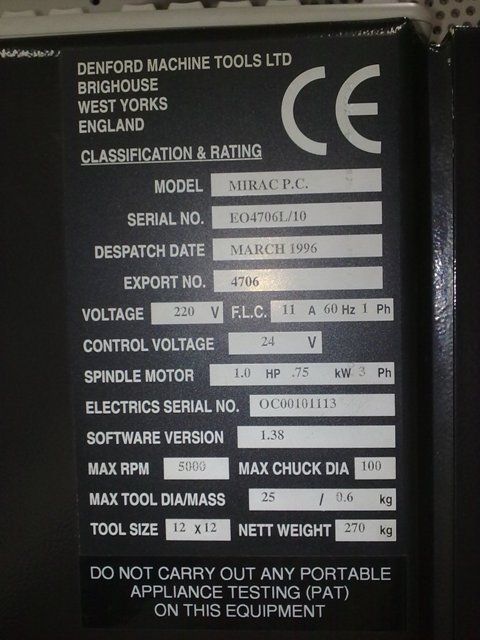 DENFORD MACHINE TOOLS LTD
BRIGHOUSE
WEST YORKS
ENGLAND
CE
CLASSIFICATION & RATING
MODEL MIRAC P.C.
SERIAL NO. EO4706L/10
DESPATCH DATE MARCH 1996
EXPORT NO. 4706
VOLTAGE 220 V F.L.C. 11 A 60 Hz 1 Ph
CONTROL VOLTAGE 24 V
SPINDLE MOTOR 1.0 HP .75 kW 3 Ph
ELECTRICS SERIAL NO. OC00101113
SOFTWARE VERSION 1.38
MAX RPM 5000 MAX CHUCK DIA 100
MAX TOOL DIA/MASS 25 / 0.6 kg
TOOL SIZE 12 X 12 NETT WEIGHT 270 kg
DO NOT CARRY OUT ANY PORTABLE
APPLIANCE TESTING (PAT)
ON THIS EQUIPMENT